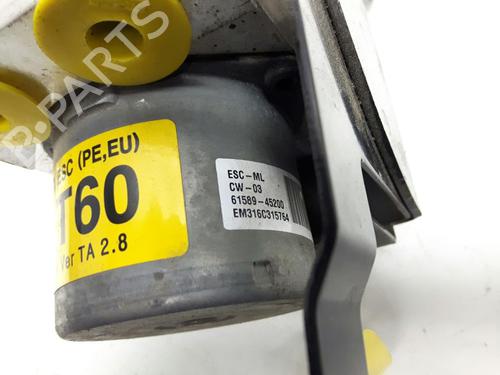 ESC (PE,EU)
T60
Ver TA 2.8
ESC-ML
CW-03
61589-45200
EM316C315764
B-PARTS